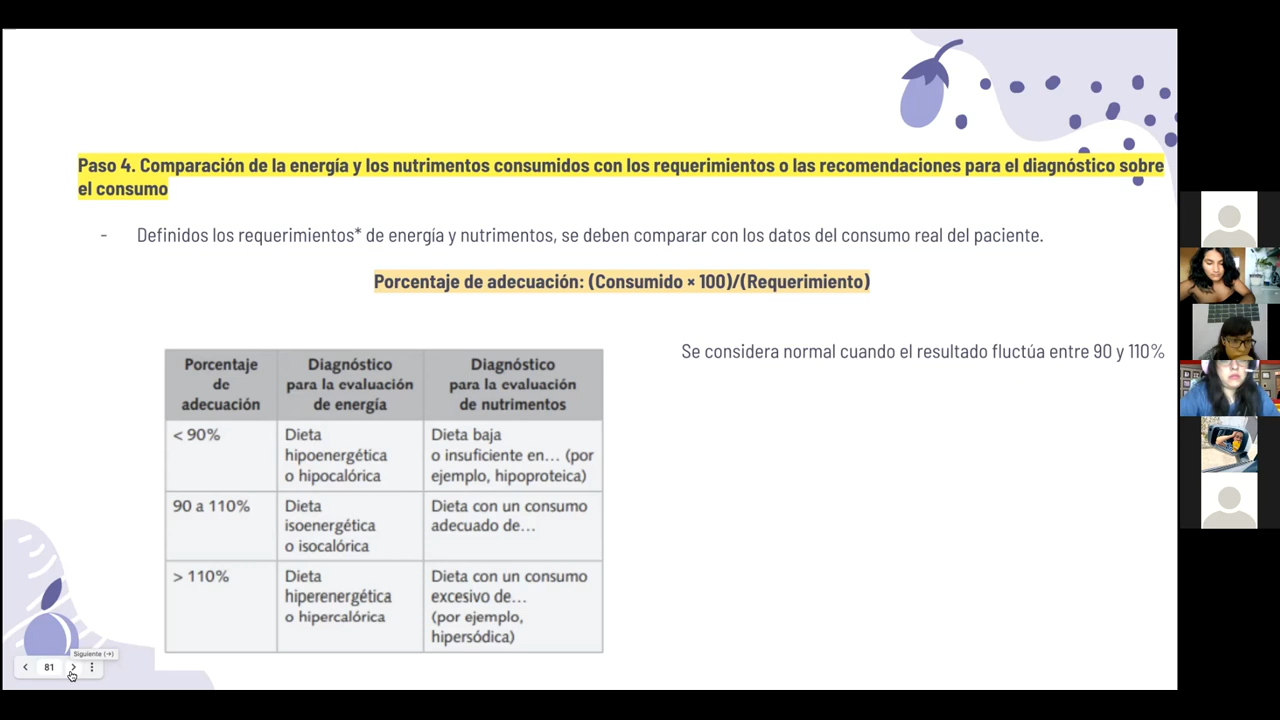 Paso 4. Comparación de la energía y los nutrimentos consumidos con los requerimientos o las recomendaciones para el diagnóstico sobre
el consumo
- Definidos los requerimientos* de energía y nutrimentos, se deben comparar con los datos del consumo real del paciente.
Porcentaje de adecuación: (Consumido × 100)/(Requerimiento)
Se considera normal cuando el resultado fluctúa entre 90 y 110%
Porcentaje
de
adecuación
Diagnóstico
para la evaluación
de energía
Diagnóstico
para la evaluación
de nutrimentos
< 90%
Dieta
hipoenergética
o hipocalórica
Dieta baja
o insuficiente en… (por
ejemplo, hipoproteica)
90 a 110%
Dieta
isoenergética
o isocalórica
Dieta con un consumo
adecuado de…
> 110%
Dieta
hiperenergética
o hipercalórica
Dieta con un consumo
excesivo de…
(por ejemplo,
hipersódica)
Siguiente (→)
81